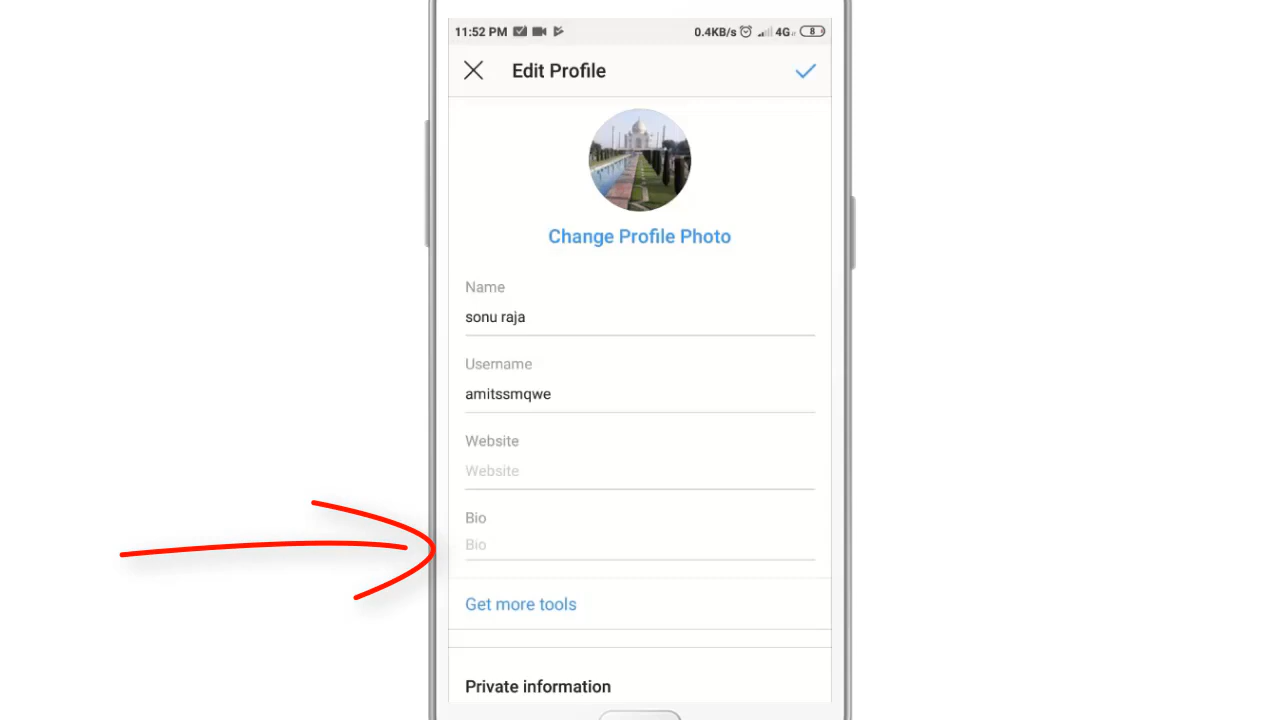 11:52 PM 0.4KB/s 4G 8
Edit Profile
Change Profile Photo
Name
sonu raja
Username
amitssmqwe
Website
Website
Bio
Bio
Get more tools
Private information